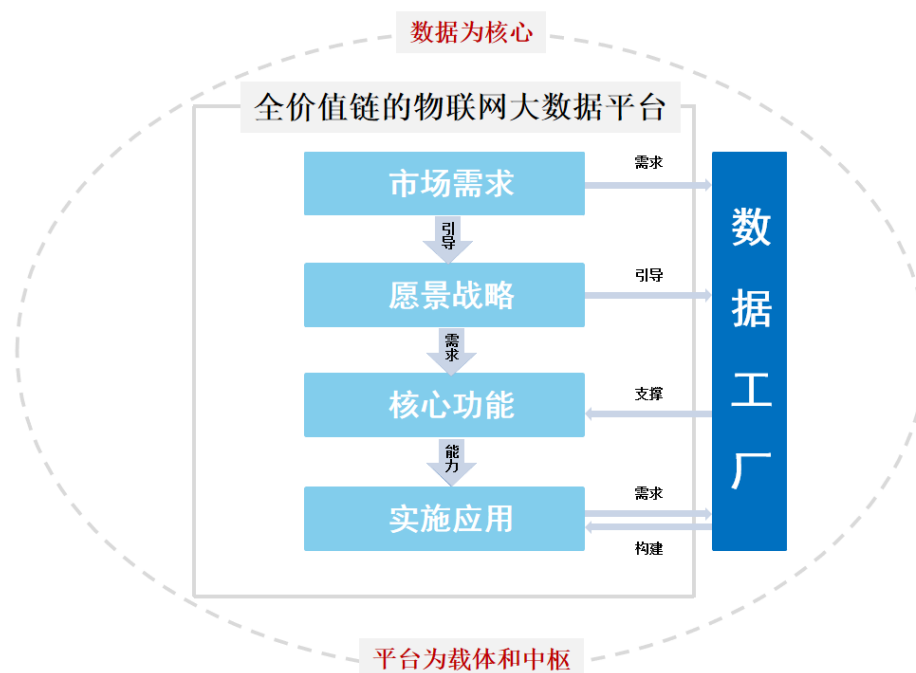 数据为核心
全价值链的物联网大数据平台
市场需求
需求
引导
愿景战略
引导
需求
核心功能
支撑
能力
实施应用
需求
构建
数据工厂
平台为载体和中枢